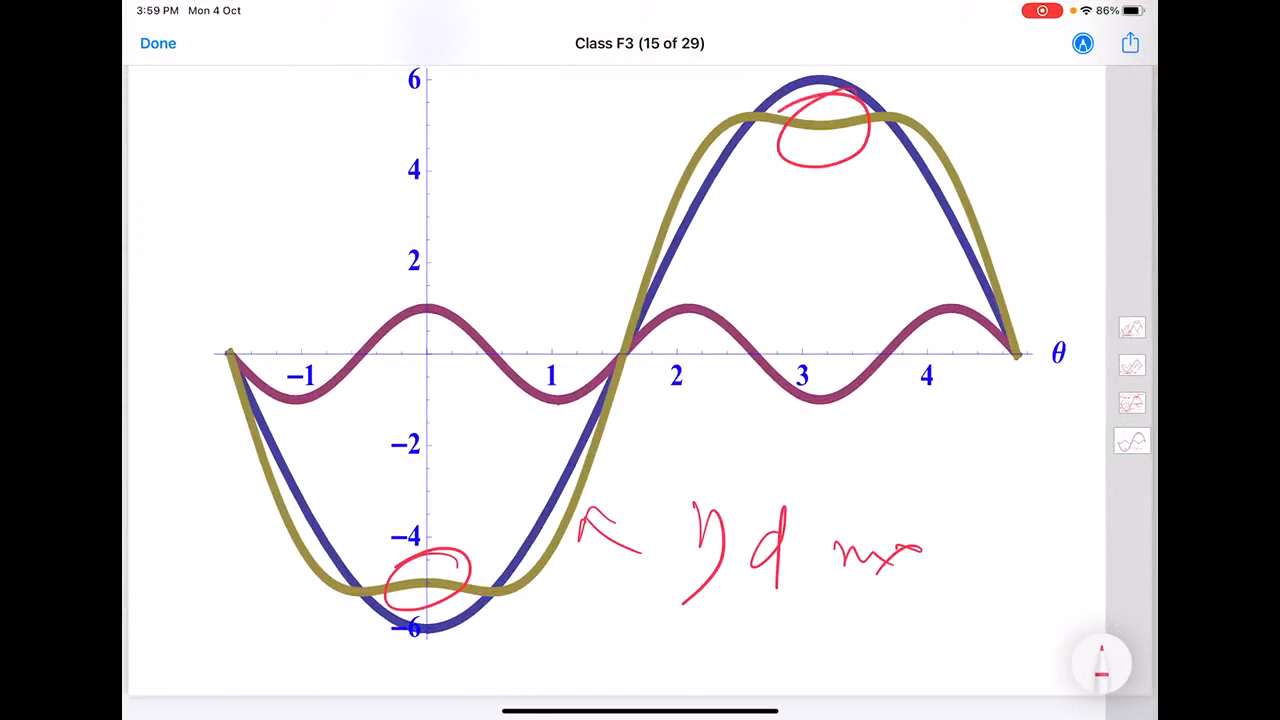 3:59 PM Mon 4 Oct 86%
Done Class F3 (15 of 29)
6
4
2
−1 1 2 3 4 θ
−2
−4
−6